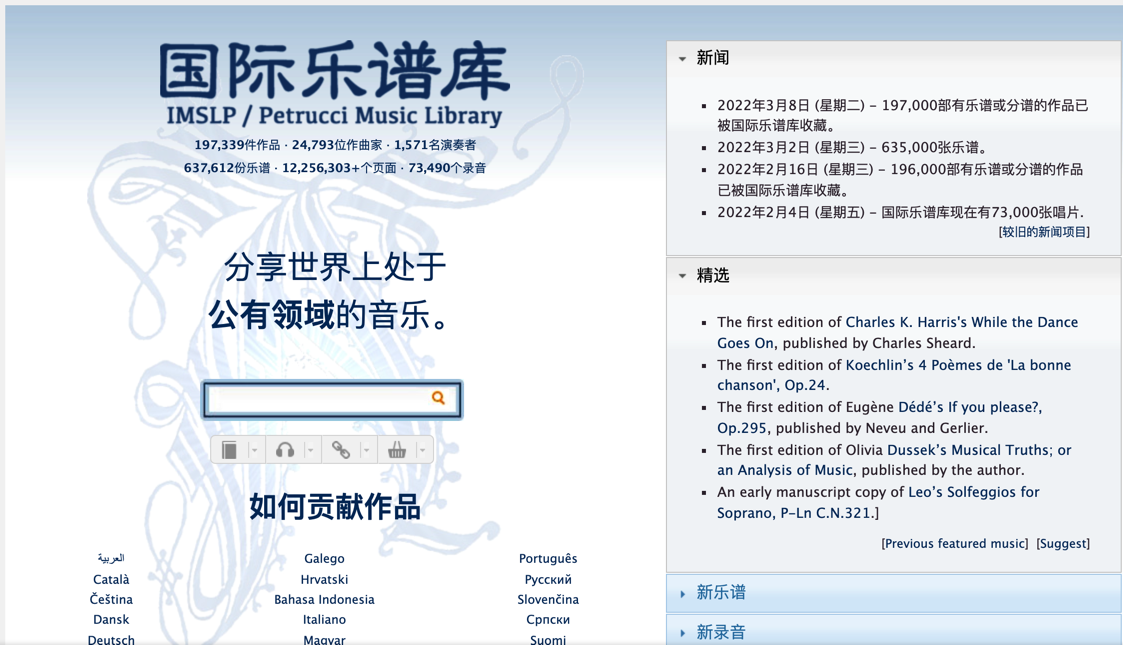 国际乐谱库
IMSLP / Petrucci Music Library
197,339件作品 · 24,793位作曲家 · 1,571名演奏者
637,612份乐谱 · 12,256,303+个页面 · 73,490个录音
分享世界上处于
公有领域的音乐。
如何贡献作品
العربية
Català
Čeština
Dansk
Deutsch
Galego
Hrvatski
Bahasa Indonesia
Italiano
Magyar
Português
Русский
Slovenčina
Српски
Suomi
新闻
2022年3月8日 (星期二) – 197,000部有乐谱或分谱的作品已
被国际乐谱库收藏。
2022年3月2日 (星期三) – 635,000张乐谱。
2022年2月16日 (星期三) – 196,000部有乐谱或分谱的作品
已被国际乐谱库收藏。
2022年2月4日 (星期五) – 国际乐谱库现在有73,000张唱片.
[较旧的新闻项目]
精选
The first edition of Charles K. Harris's While the Dance
Goes On, published by Charles Sheard.
The first edition of Koechlin's 4 Poèmes de 'La bonne
chanson', Op.24.
The first edition of Eugène Dédé's If you please?,
Op.295, published by Neveu and Gerlier.
The first edition of Olivia Dussek's Musical Truths; or
an Analysis of Music, published by the author.
An early manuscript copy of Leo's Solfeggios for
Soprano, P-Ln C.N.321.]
[Previous featured music] [Suggest]
新乐谱
新录音